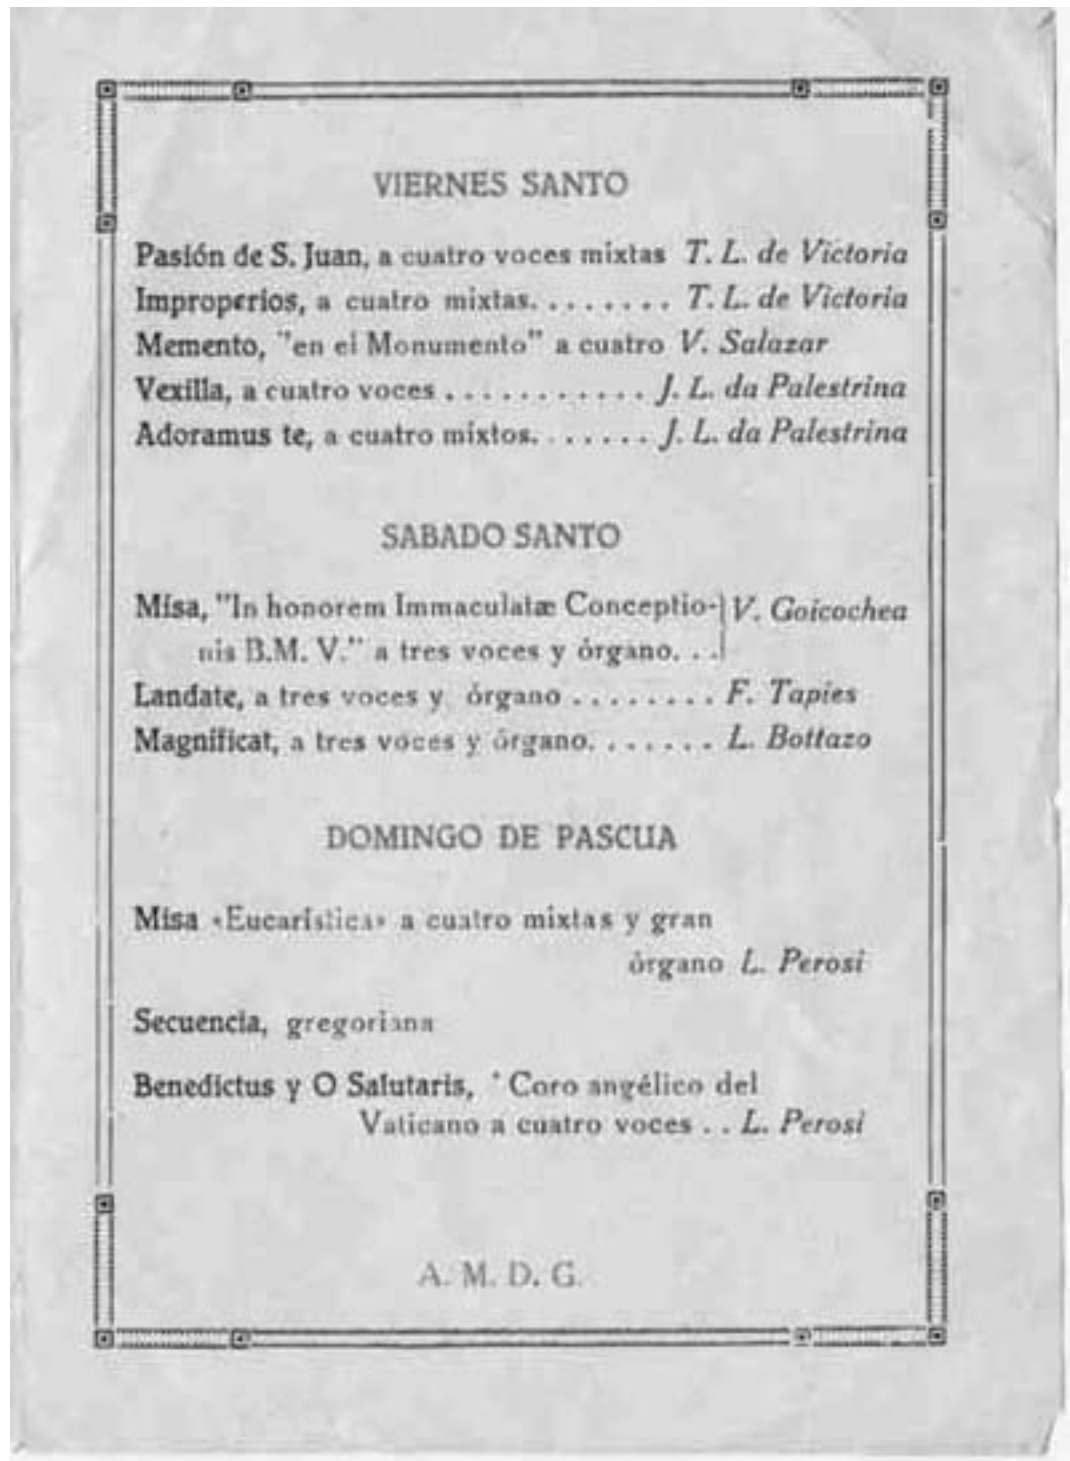 VIERNES SANTO
Pasión de S. Juan, a cuatro voces mixtas T. L. de Victoria
Improperios, a cuatro mixtas. . . . . . . . T. L. de Victoria
Memento, "en el Monumento" a cuatro V. Salazar
Vexilla, a cuatro voces . . . . . . . . . . . . J. L. da Palestrina
Adoramus te, a cuatro mixtos. . . . . . . J. L. da Palestrina
SABADO SANTO
Misa, "In honorem Immaculatæ Conceptio- V. Goicochea
nis B.M. V." a tres voces y órgano. . .
Landate, a tres voces y órgano . . . . . . . . F. Tapies
Magnificat, a tres voces y órgano. . . . . . . L. Bottazo
DOMINGO DE PASCUA
Misa «Eucarística» a cuatro mixtas y gran
órgano L. Perosi
Secuencia, gregoriana
Benedictus y O Salutaris, " Coro angélico del
Vaticano a cuatro voces . . L. Perosi
A. M. D. G.